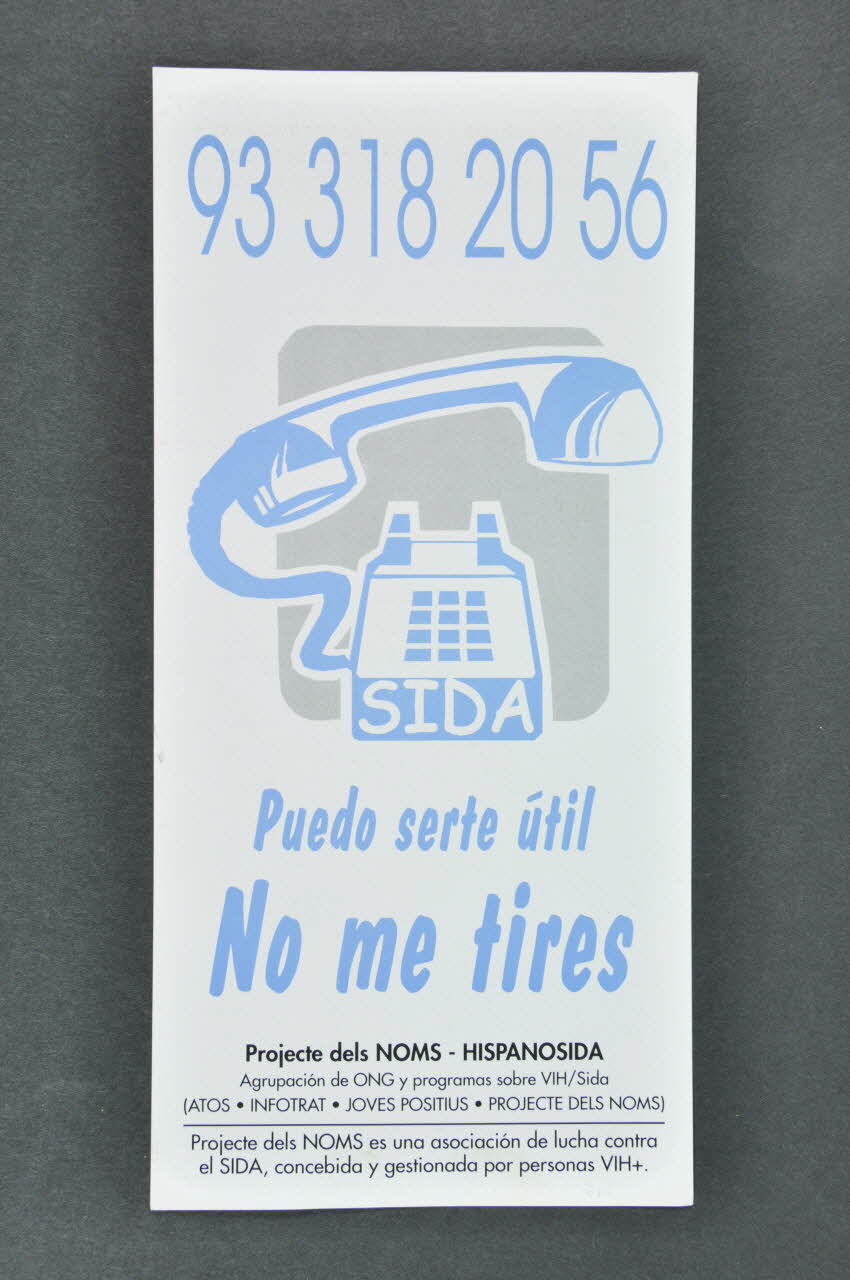 93 318 20 56
SIDA
Puedo serte útil
No me tires
Projecte dels NOMS - HISPANOSIDA
Agrupación de ONG y programas sobre VIH/Sida
(ATOS • INFOTRAT • JOVES POSITIUS • PROJECTE DELS NOMS)
Projecte dels NOMS es una asociación de lucha contra
el SIDA, concebida y gestionada por personas VIH+.